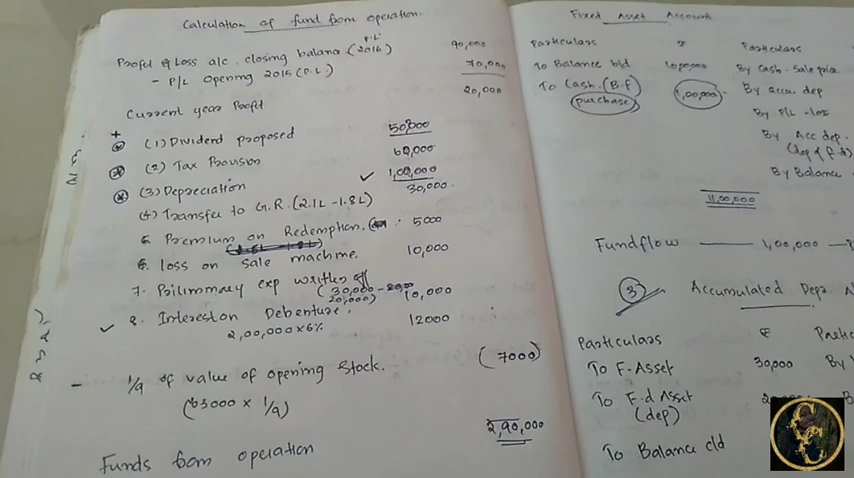 Calculation of fund from operation.
P.L
Profit & Loss a/c. closing balance (2016) 90,000
- P/L opening 2015 (P.L) 70,000
Current year Profit 20,000
+
(1) Dividend proposed 50,000
(2) Tax Provision 60,000
(3) Depreciation ✓ 1,00,000
(4) Transfer to G.R. (2.1L - 1.8L) 30,000
5. Premium on Redemption. 5000
6. loss on sale machine. 10,000
7. Priliminary exp written off
(30,000 - 20,000) 10,000
✓ 8. Interest on Debenture. 12000
2,00,000 x 6%
- 1/9 of value of opening stock. (7000)
(63000 x 1/9)
Funds from operation 2,90,000
Fixed Asset Account
Particulars ₹ Particulars
To Balance b/d 10,00,000 By Cash - Sale price
To Cash. (B.F) 1,00,000 By accu dep
purchase By P/L - loss
By Acc dep.
By Balance
11,00,000
Fundflow 1,00,000
(3) Accumulated Depr. A
Particulars ₹ Partic
To F. Asset 30,000 By
To F.d Asset
(dep)
To Balance c/d